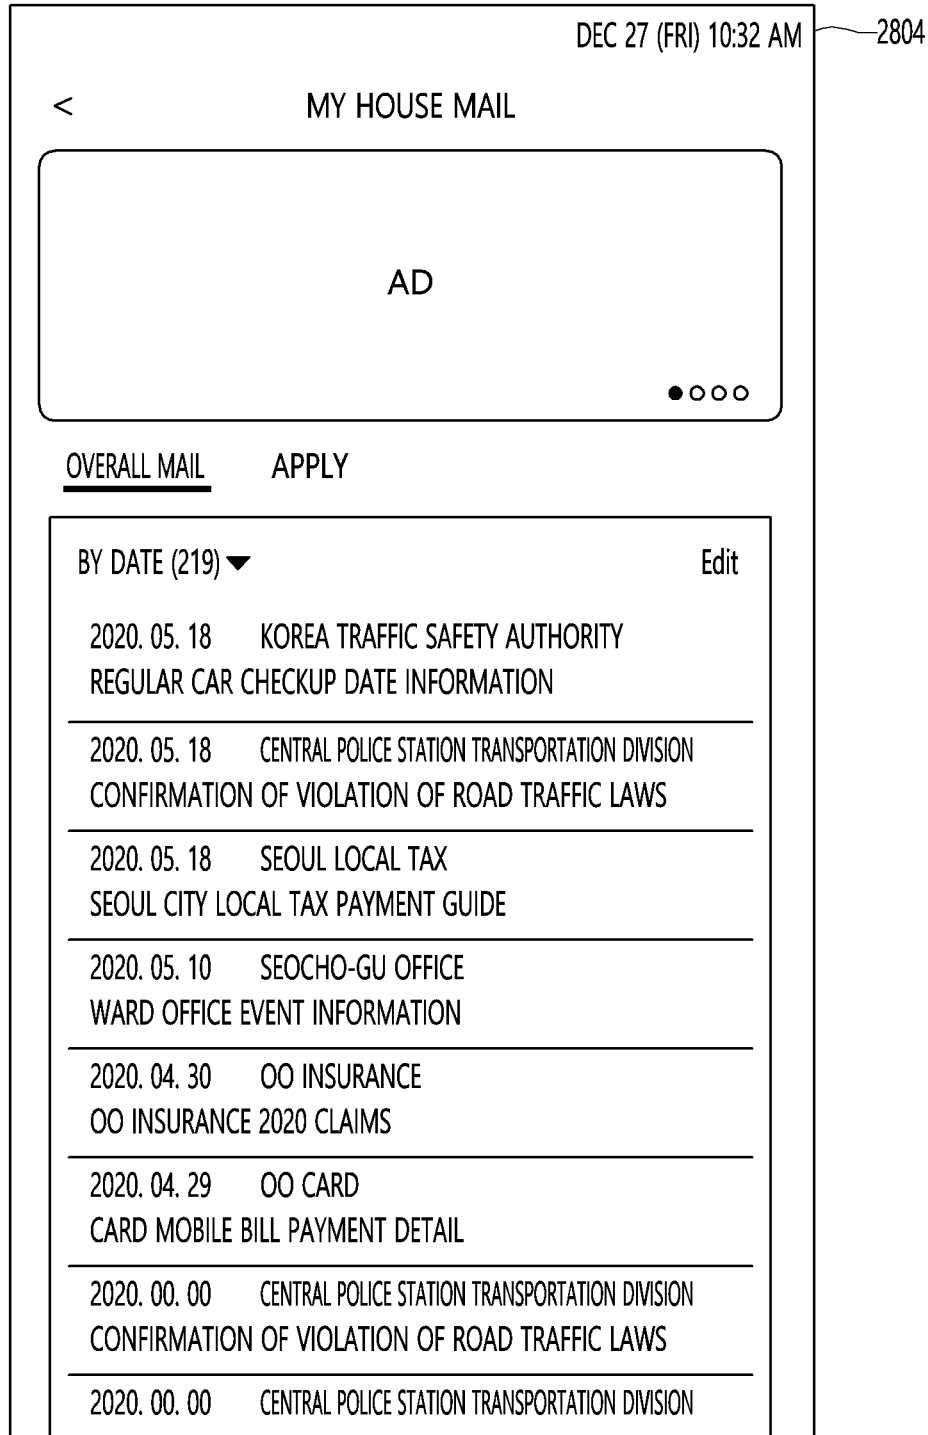 DEC 27 (FRI) 10:32 AM
2804
< MY HOUSE MAIL
AD
OVERALL MAIL APPLY
BY DATE (219) Edit
2020. 05. 18 KOREA TRAFFIC SAFETY AUTHORITY
REGULAR CAR CHECKUP DATE INFORMATION
2020. 05. 18 CENTRAL POLICE STATION TRANSPORTATION DIVISION
CONFIRMATION OF VIOLATION OF ROAD TRAFFIC LAWS
2020. 05. 18 SEOUL LOCAL TAX
SEOUL CITY LOCAL TAX PAYMENT GUIDE
2020. 05. 10 SEOCHO-GU OFFICE
WARD OFFICE EVENT INFORMATION
2020. 04. 30 OO INSURANCE
OO INSURANCE 2020 CLAIMS
2020. 04. 29 OO CARD
CARD MOBILE BILL PAYMENT DETAIL
2020. 00. 00 CENTRAL POLICE STATION TRANSPORTATION DIVISION
CONFIRMATION OF VIOLATION OF ROAD TRAFFIC LAWS
2020. 00. 00 CENTRAL POLICE STATION TRANSPORTATION DIVISION